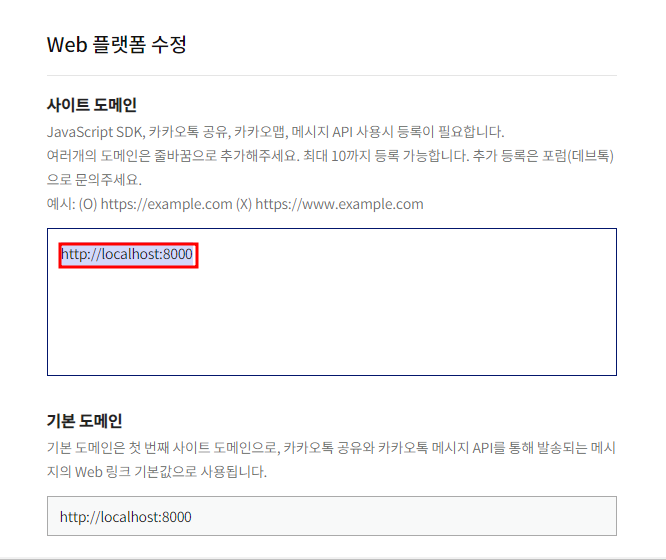 Web 플랫폼 수정
사이트 도메인
JavaScript SDK, 카카오톡 공유, 카카오맵, 메시지 API 사용시 등록이 필요합니다.
여러개의 도메인은 줄바꿈으로 추가해주세요. 최대 10까지 등록 가능합니다. 추가 등록은 포럼(데브톡)
으로 문의주세요.
예시: (O) https://example.com (X) https://www.example.com
http://localhost:8000
기본 도메인
기본 도메인은 첫 번째 사이트 도메인으로, 카카오톡 공유와 카카오톡 메시지 API를 통해 발송되는 메시
지의 Web 링크 기본값으로 사용됩니다.
http://localhost:8000